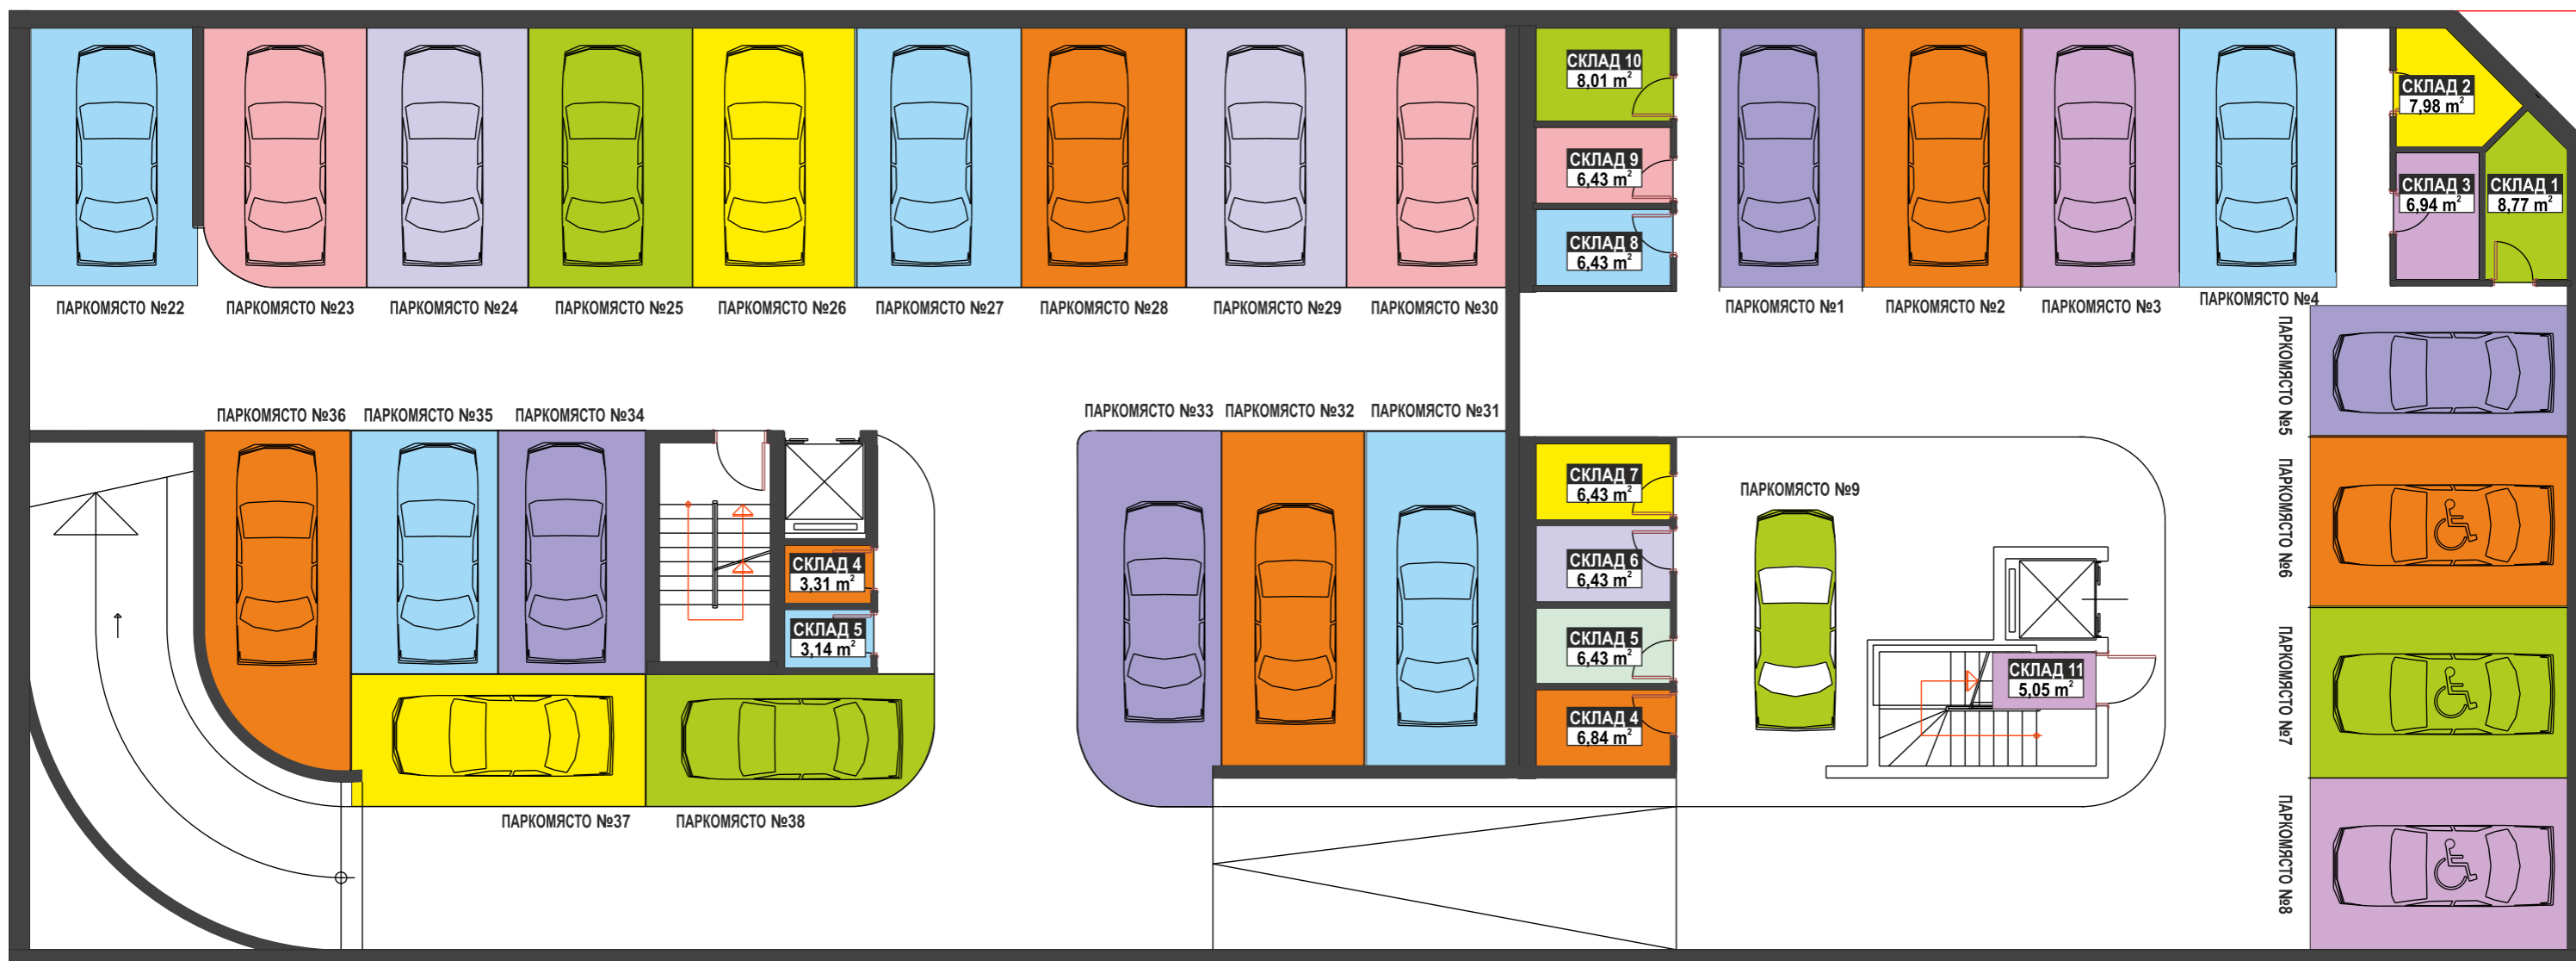 СКЛАД 10
8,01 m²
СКЛАД 9
6,43 m²
СКЛАД 8
6,43 m²
СКЛАД 2
7,98 m²
СКЛАД 3
6,94 m²
СКЛАД 1
8,77 m²
ПАРКОМЯСТО №22
ПАРКОМЯСТО №23
ПАРКОМЯСТО №24
ПАРКОМЯСТО №25
ПАРКОМЯСТО №26
ПАРКОМЯСТО №27
ПАРКОМЯСТО №28
ПАРКОМЯСТО №29
ПАРКОМЯСТО №30
ПАРКОМЯСТО №1
ПАРКОМЯСТО №2
ПАРКОМЯСТО №3
ПАРКОМЯСТО №4
ПАРКОМЯСТО №5
ПАРКОМЯСТО №36
ПАРКОМЯСТО №35
ПАРКОМЯСТО №34
ПАРКОМЯСТО №33
ПАРКОМЯСТО №32
ПАРКОМЯСТО №31
СКЛАД 7
6,43 m²
ПАРКОМЯСТО №9
ПАРКОМЯСТО №6
СКЛАД 4
3,31 m²
СКЛАД 6
6,43 m²
СКЛАД 5
3,14 m²
СКЛАД 5
6,43 m²
СКЛАД 11
5,05 m²
ПАРКОМЯСТО №7
СКЛАД 4
6,84 m²
ПАРКОМЯСТО №37
ПАРКОМЯСТО №38
ПАРКОМЯСТО №8